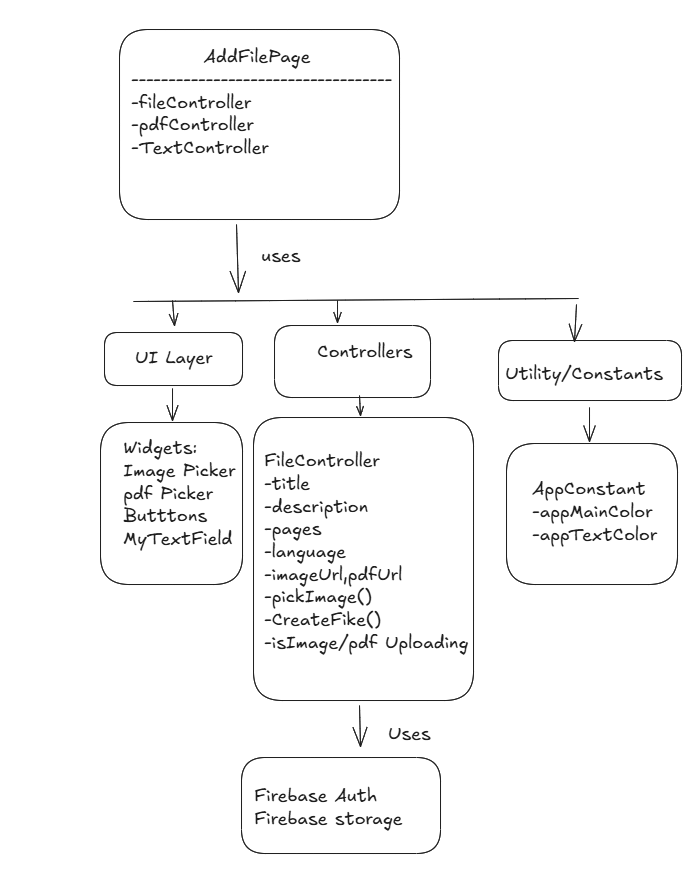 AddFilePage
-fileController
-pdfController
-TextController
uses
UI Layer
Controllers
Utility/Constants
Widgets:
Image Picker
pdf Picker
Butttons
MyTextField
FileController
-title
-description
-pages
-language
-imageUrl,pdfUrl
-pickImage()
-CreateFike()
-isImage/pdf Uploading
AppConstant
-appMainColor
-appTextColor
Uses
Firebase Auth
Firebase storage